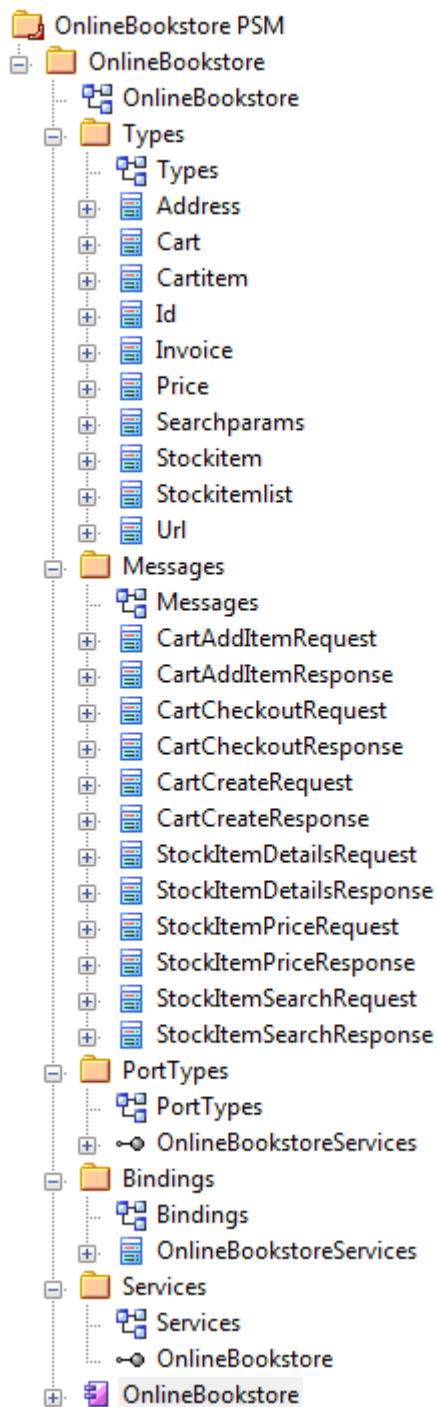 OnlineBookstore PSM
OnlineBookstore
OnlineBookstore
Types
Types
Address
Cart
Cartitem
Id
Invoice
Price
Searchparams
Stockitem
Stockitemlist
Url
Messages
Messages
CartAddItemRequest
CartAddItemResponse
CartCheckoutRequest
CartCheckoutResponse
CartCreateRequest
CartCreateResponse
StockItemDetailsRequest
StockItemDetailsResponse
StockItemPriceRequest
StockItemPriceResponse
StockItemSearchRequest
StockItemSearchResponse
PortTypes
PortTypes
OnlineBookstoreServices
Bindings
Bindings
OnlineBookstoreServices
Services
Services
OnlineBookstore
OnlineBookstore